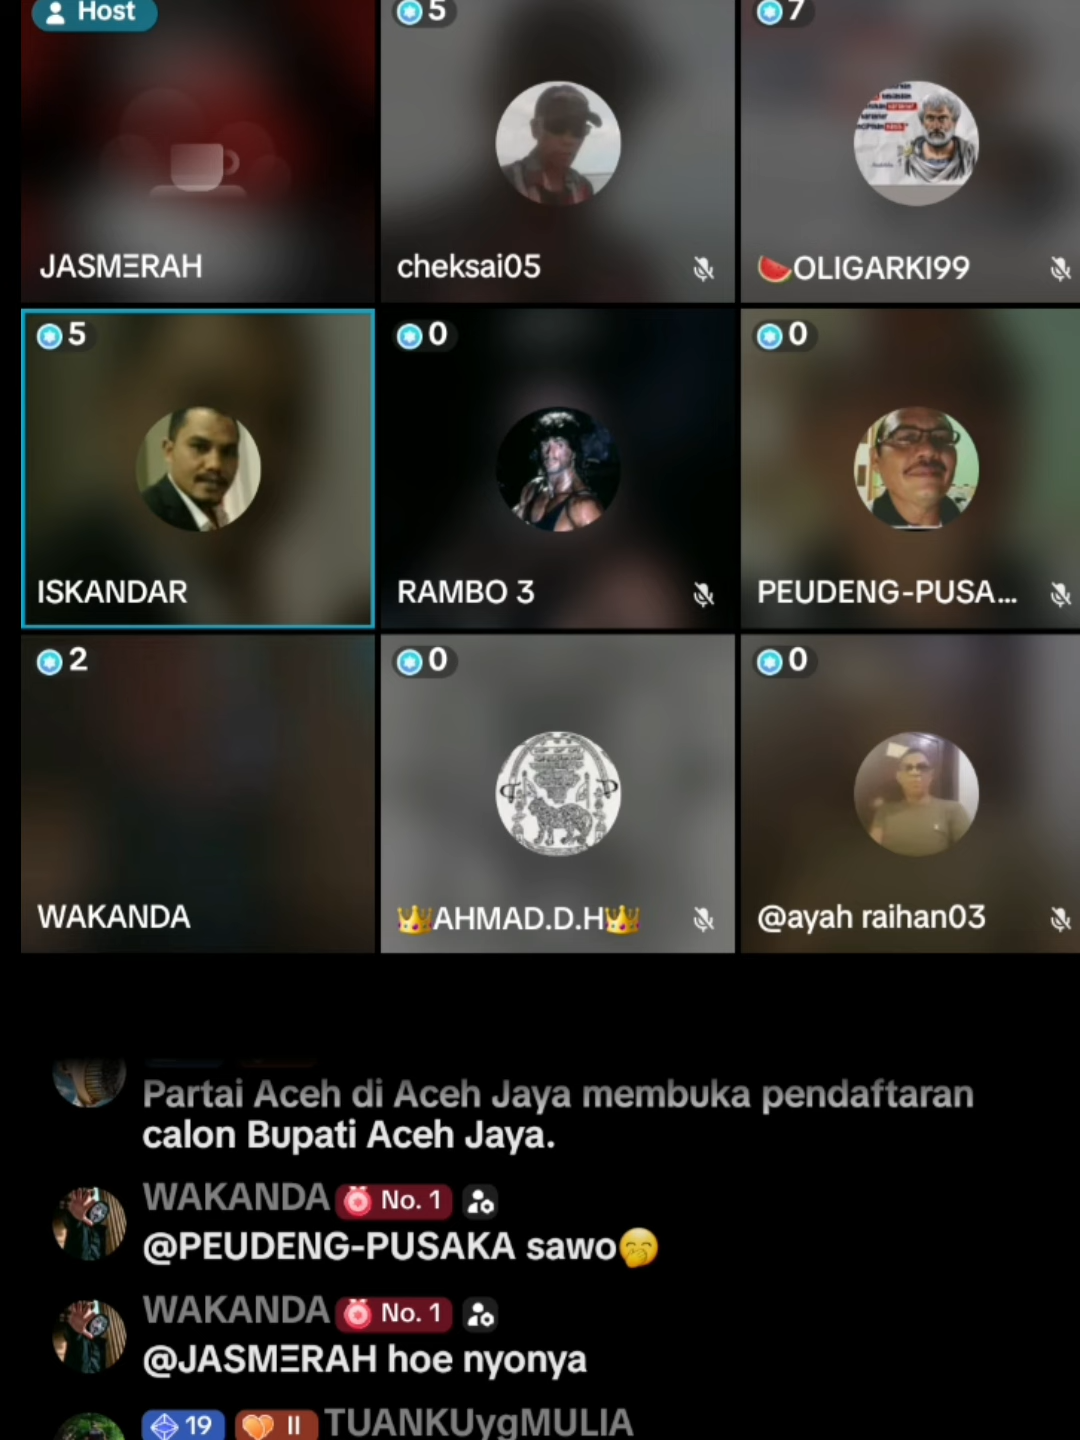 Host
5
7
JASMΞRAH
cheksai05
🍉OLIGARKI99
5
0
0
ISKANDAR
RAMBO 3
PEUDENG-PUSA...
2
0
0
WAKANDA
👑AHMAD.D.H👑
@ayah raihan03
Partai Aceh di Aceh Jaya membuka pendaftaran
calon Bupati Aceh Jaya.
WAKANDA No. 1
@PEUDENG-PUSAKA sawo🤭
WAKANDA No. 1
@JASMΞRAH hoe nyonya
19 II TUANKUygMULIA